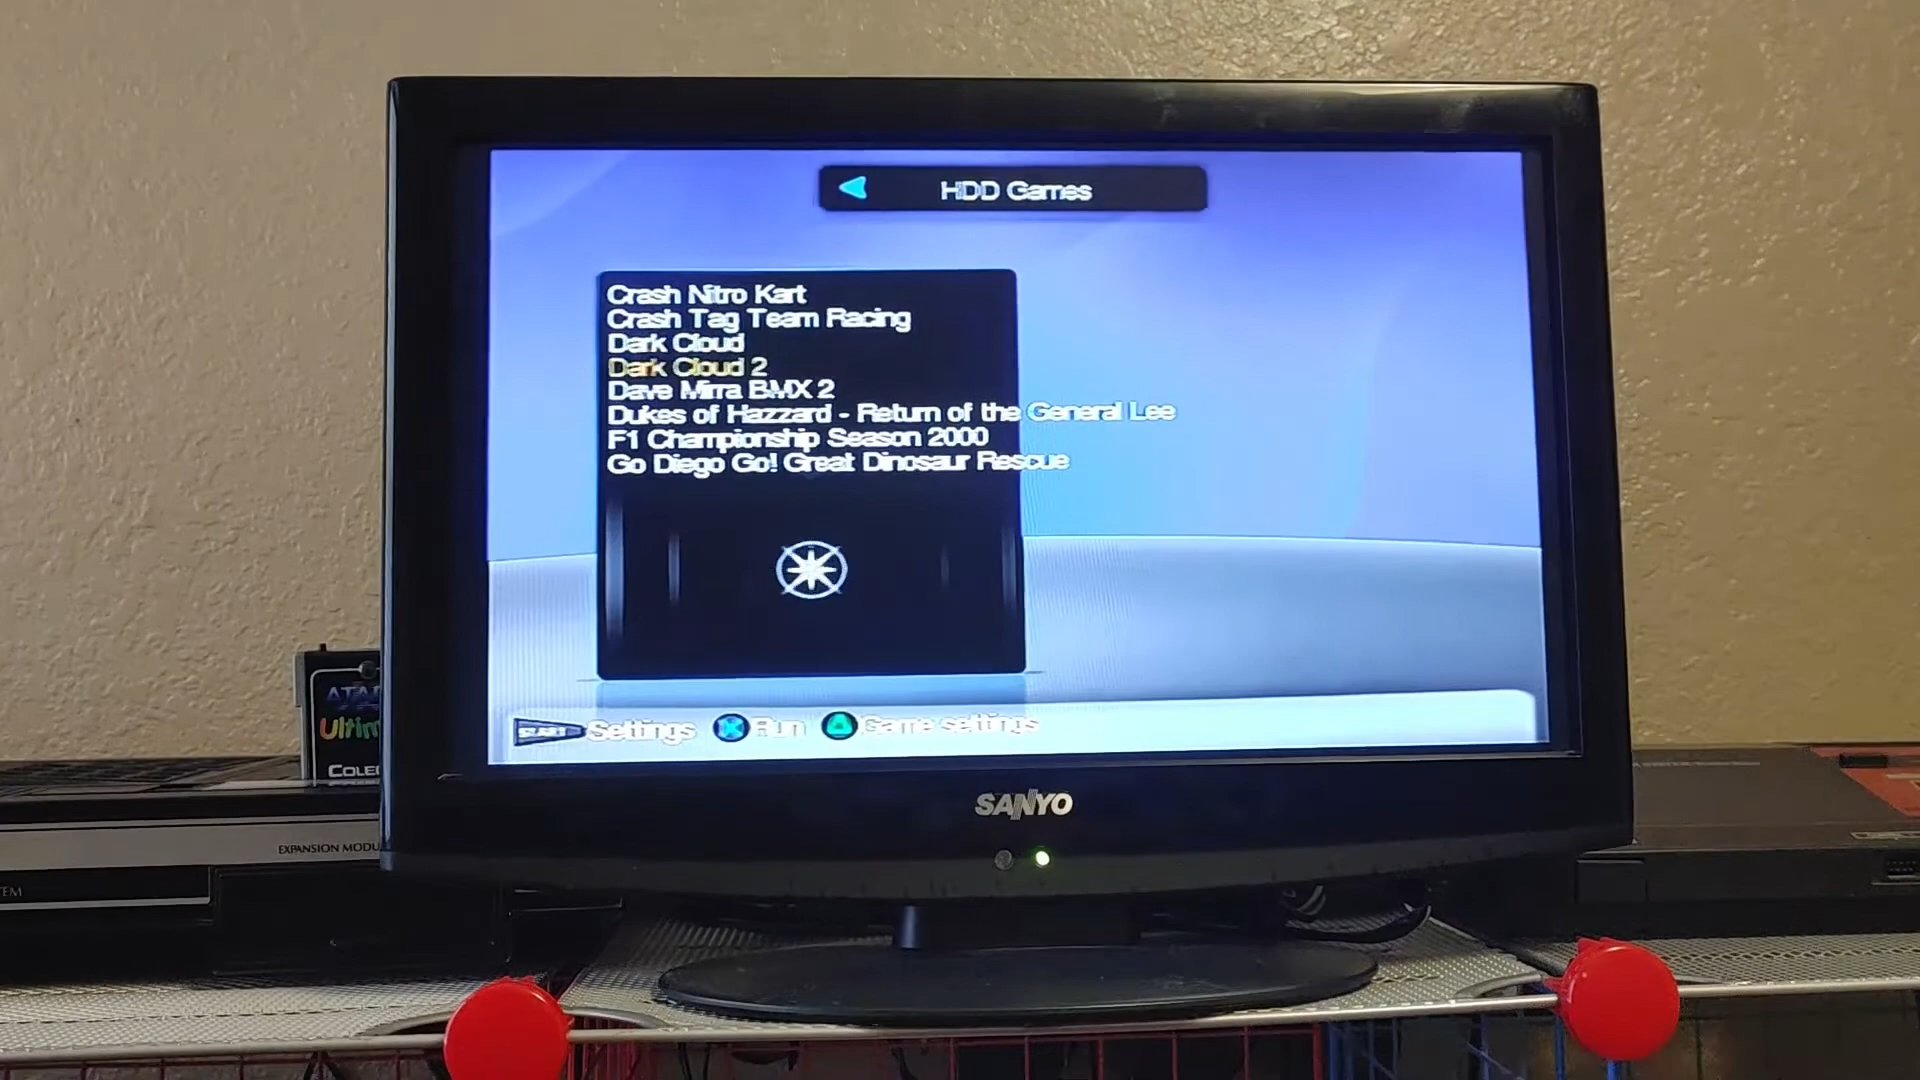 HDD Games
Crash Nitro Kart
Crash Tag Team Racing
Dark Cloud
Dark Cloud 2
Dave Mirra BMX 2
Dukes of Hazzard - Return of the General Lee
F1 Championship Season 2000
Go Diego Go! Great Dinosaur Rescue
START Settings Run Game settings
SANYO